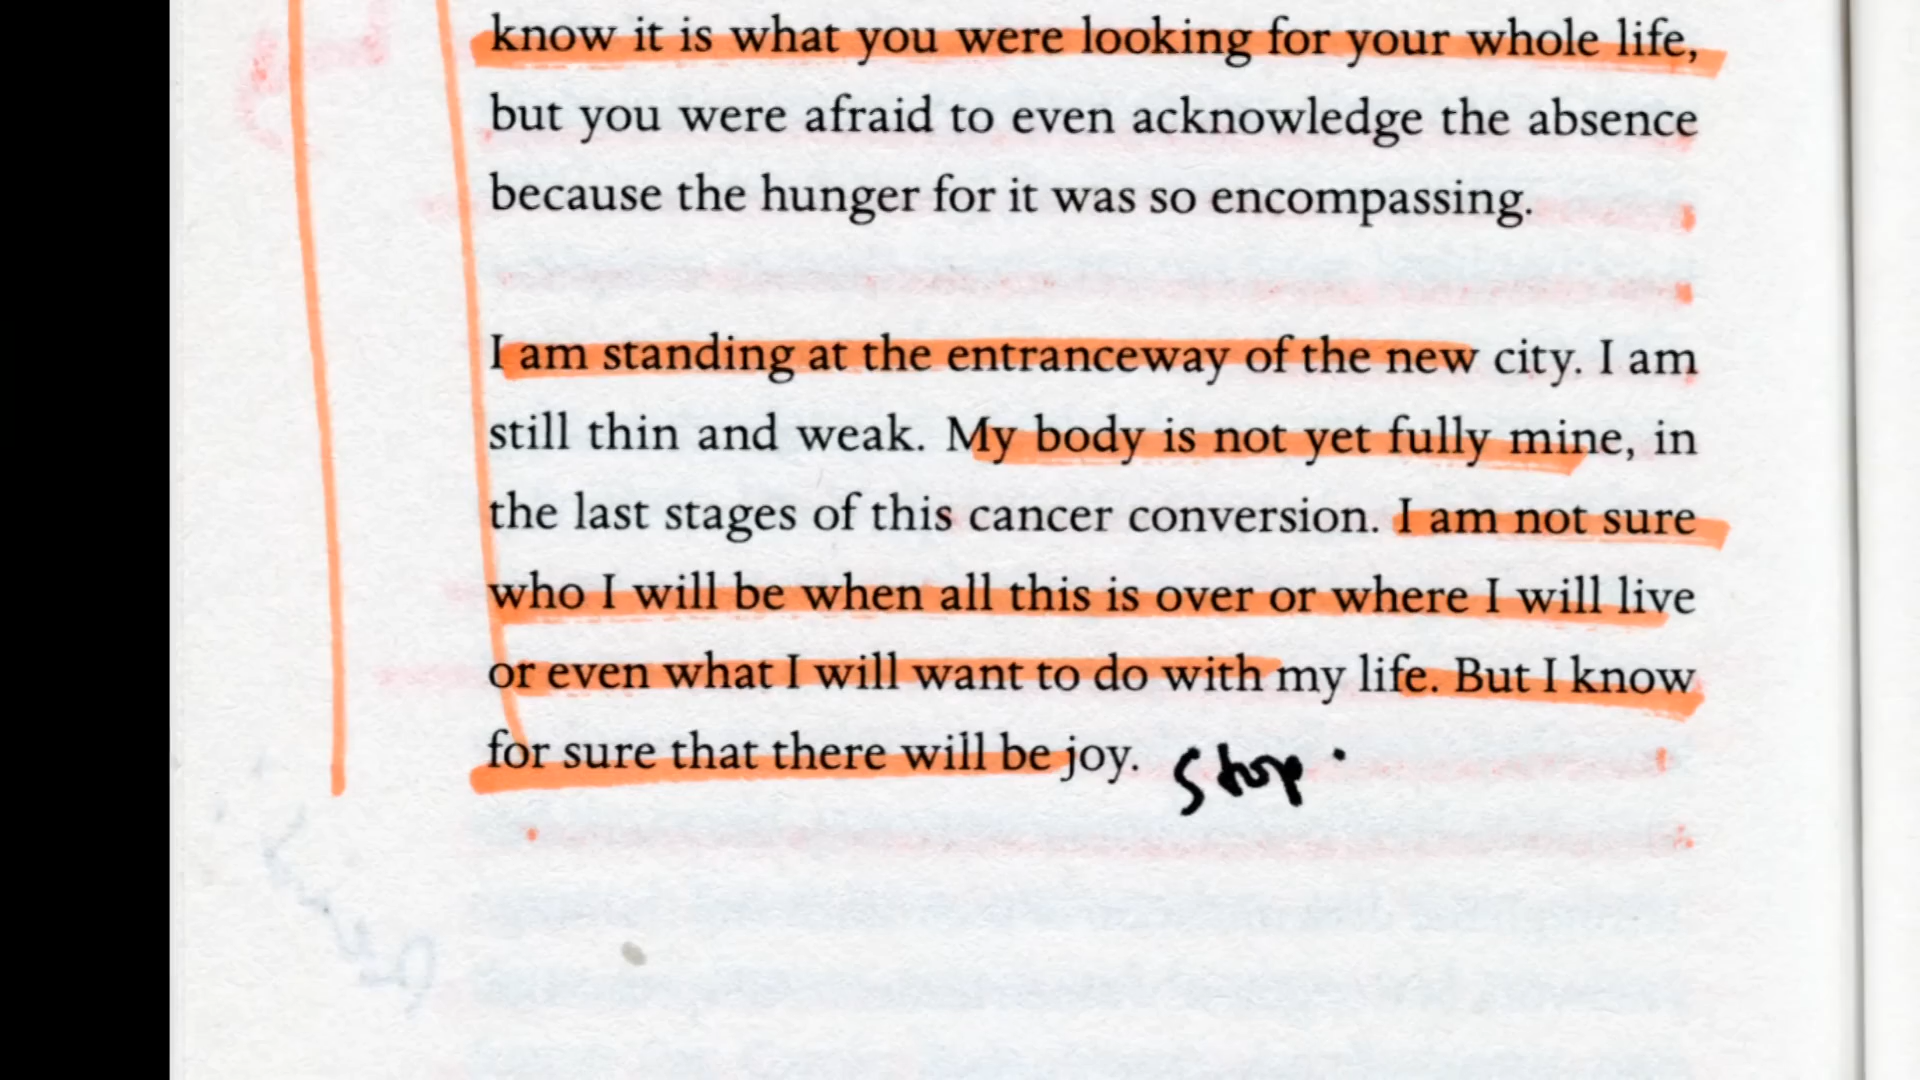 know it is what you were looking for your whole life,
but you were afraid to even acknowledge the absence
because the hunger for it was so encompassing.
I am standing at the entranceway of the new city. I am
still thin and weak. My body is not yet fully mine, in
the last stages of this cancer conversion. I am not sure
who I will be when all this is over or where I will live
or even what I will want to do with my life. But I know
for sure that there will be joy. Stop.